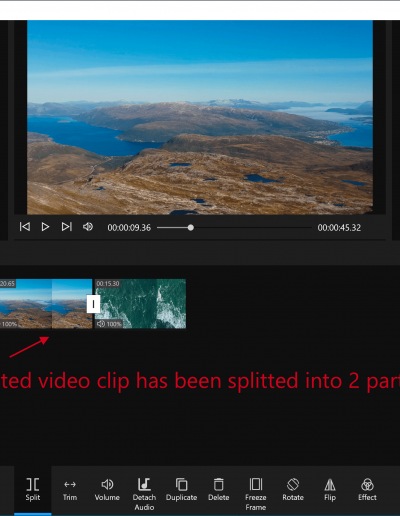 00:00:09.36 00:00:45.32
20.65 00:15.30
100% 100%
ted video clip has been splitted into 2 part
Split Trim Volume Detach Audio Duplicate Delete Freeze Frame Rotate Flip Effect